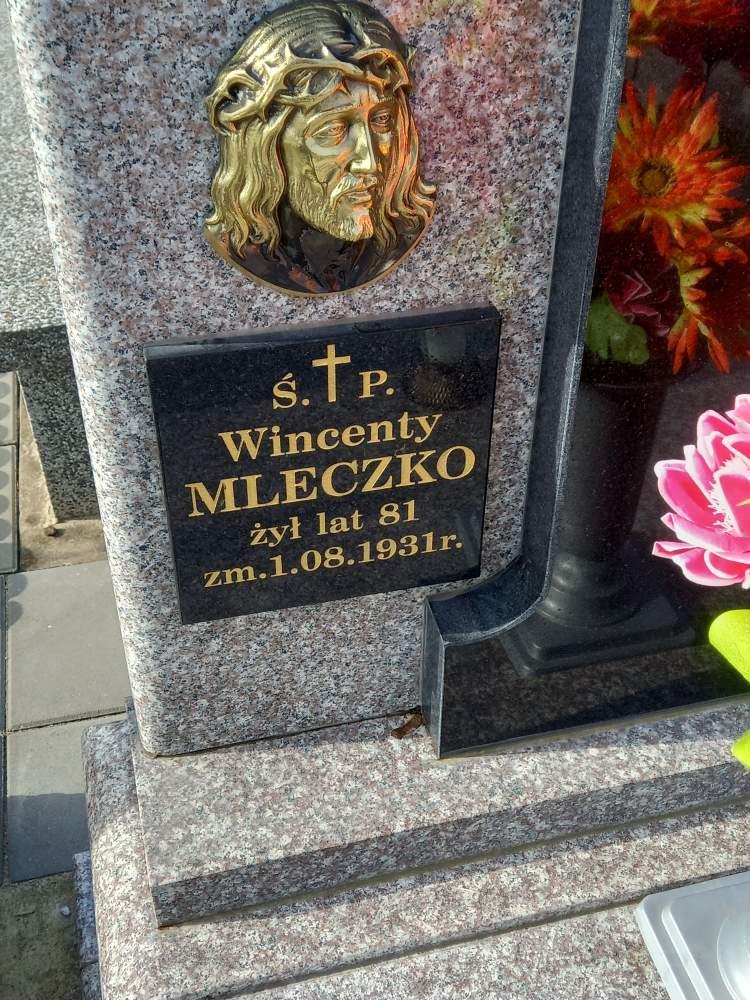 Ś. † P.
Wincenty
MLECZKO
żył lat 81
zm.1.08.1931r.